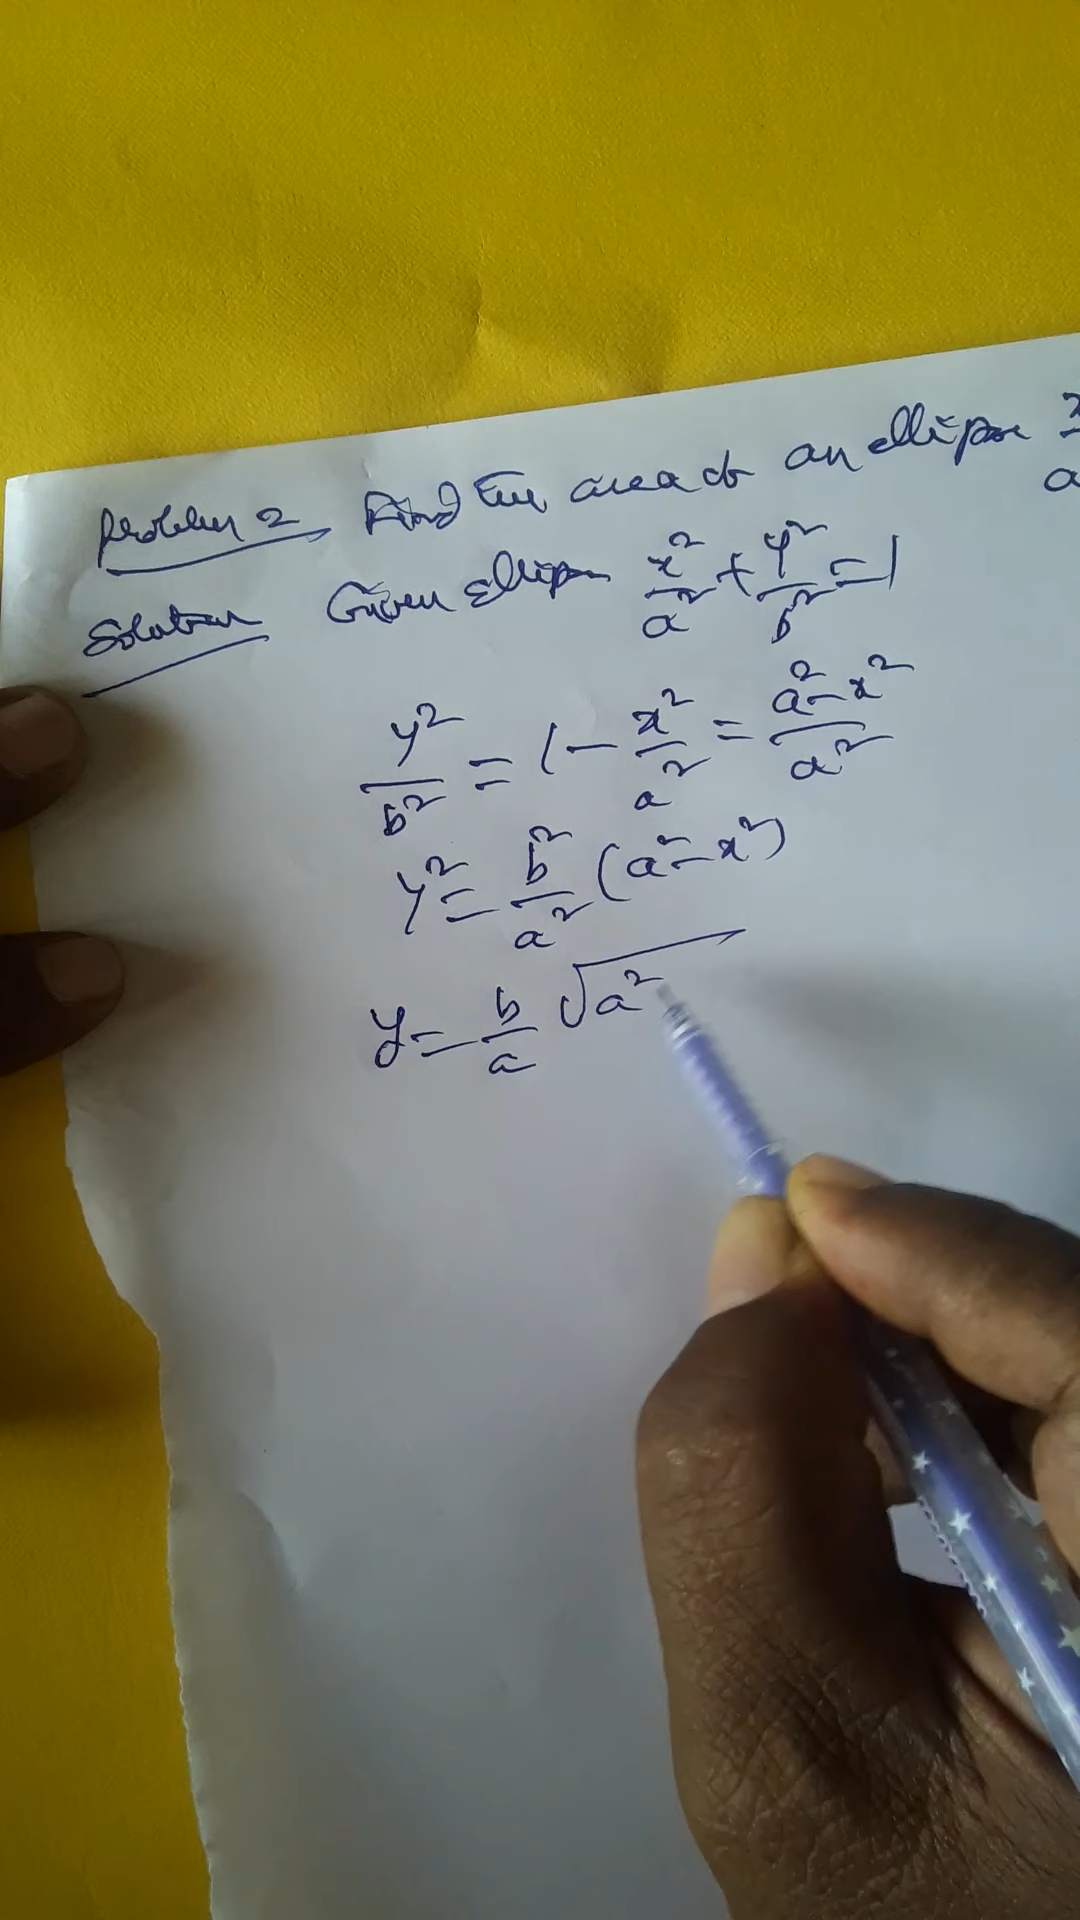 Problem 2 Find the area of an ellipse
Solution Given Ellipse x²/a² + y²/b² = 1
y²/b² = 1 - x²/a² = a² - x²/a²
y² = b²/a² (a² - x²)
y = b/a √a²